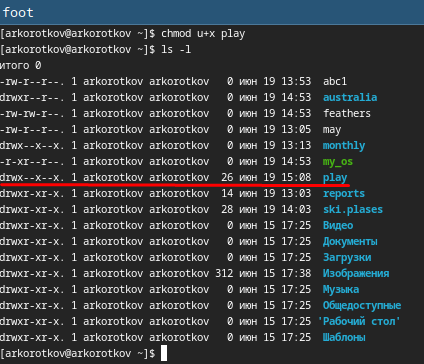 foot
[arkorotkov@arkorotkov ~]$ chmod u+x play
[arkorotkov@arkorotkov ~]$ ls -l
итого 0
-rw-r--r--. 1 arkorotkov arkorotkov   0 июн 19 13:53  abc1
drwxr--r--. 1 arkorotkov arkorotkov   0 июн 19 14:53  australia
-rw-rw-r--. 1 arkorotkov arkorotkov   0 июн 19 14:53  feathers
-rw-r--r--. 1 arkorotkov arkorotkov   0 июн 19 13:05  may
drwx--x--x. 1 arkorotkov arkorotkov   0 июн 19 13:13  monthly
-r-xr--r--. 1 arkorotkov arkorotkov   0 июн 19 14:53  my_os
drwx--x--x. 1 arkorotkov arkorotkov  26 июн 19 15:08  play
drwxr-xr-x. 1 arkorotkov arkorotkov  14 июн 19 13:03  reports
drwxr-xr-x. 1 arkorotkov arkorotkov  28 июн 19 14:03  ski.plases
drwxr-xr-x. 1 arkorotkov arkorotkov   0 июн 15 17:25  Видео
drwxr-xr-x. 1 arkorotkov arkorotkov   0 июн 15 17:25  Документы
drwxr-xr-x. 1 arkorotkov arkorotkov   0 июн 15 17:25  Загрузки
drwxr-xr-x. 1 arkorotkov arkorotkov 312 июн 15 17:38  Изображения
drwxr-xr-x. 1 arkorotkov arkorotkov   0 июн 15 17:25  Музыка
drwxr-xr-x. 1 arkorotkov arkorotkov   0 июн 15 17:25  Общедоступные
drwxr-xr-x. 1 arkorotkov arkorotkov   0 июн 15 17:25 'Рабочий стол'
drwxr-xr-x. 1 arkorotkov arkorotkov   0 июн 15 17:25  Шаблоны
[arkorotkov@arkorotkov ~]$